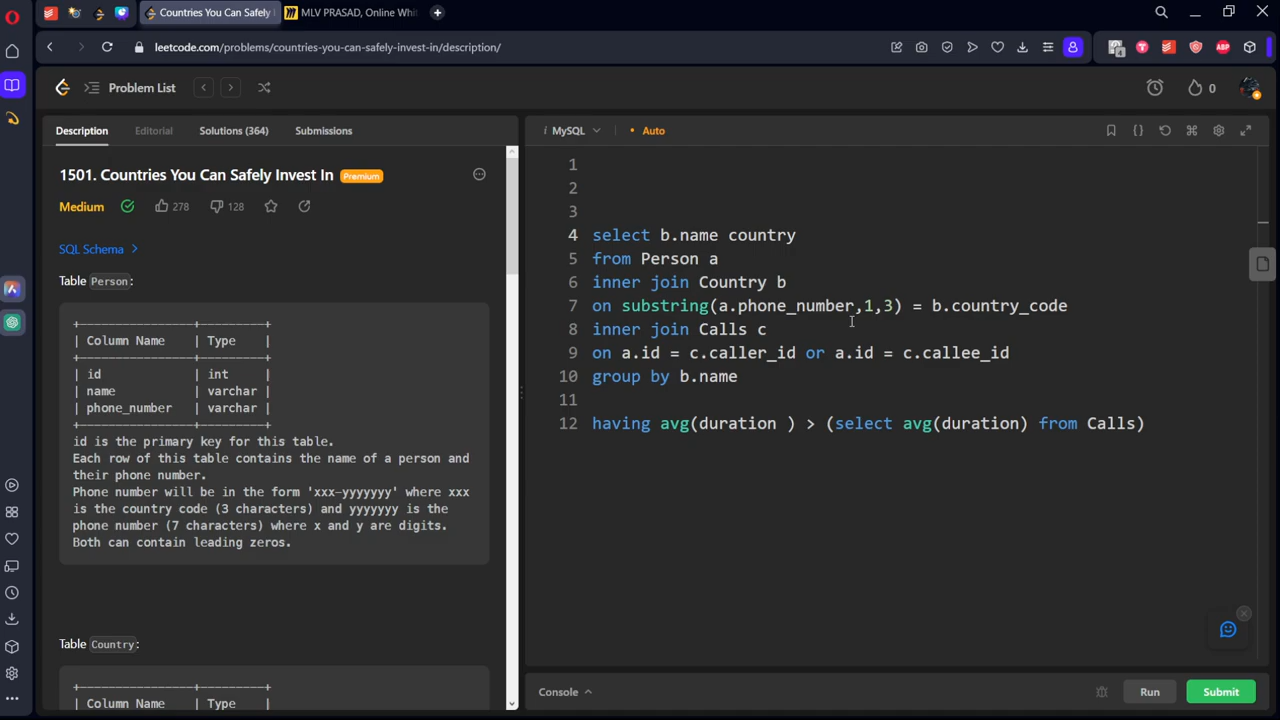 Countries You Can Safely I
MLV PRASAD, Online Whit
leetcode.com/problems/countries-you-can-safely-invest-in/description/
4
ABP
Problem List
0
Description
Editorial
Solutions (364)
Submissions
i MySQL
• Auto
1501. Countries You Can Safely Invest In
Premium
Medium
278
128
SQL Schema >
Table Person:
+---------------+---------+
| Column Name | Type |
+---------------+---------+
| id | int |
| name | varchar |
| phone_number | varchar |
+---------------+---------+
id is the primary key for this table.
Each row of this table contains the name of a person and
their phone number.
Phone number will be in the form 'xxx-yyyyyyy' where xxx
is the country code (3 characters) and yyyyyyy is the
phone number (7 characters) where x and y are digits.
Both can contain leading zeros.
Table Country:
+---------------+---------+
| Column Name | Type |
1
2
3
4 select b.name country
5 from Person a
6 inner join Country b
7 on substring(a.phone_number,1,3) = b.country_code
8 inner join Calls c
9 on a.id = c.caller_id or a.id = c.callee_id
10 group by b.name
11
12 having avg(duration ) > (select avg(duration) from Calls)
Console
Run
Submit